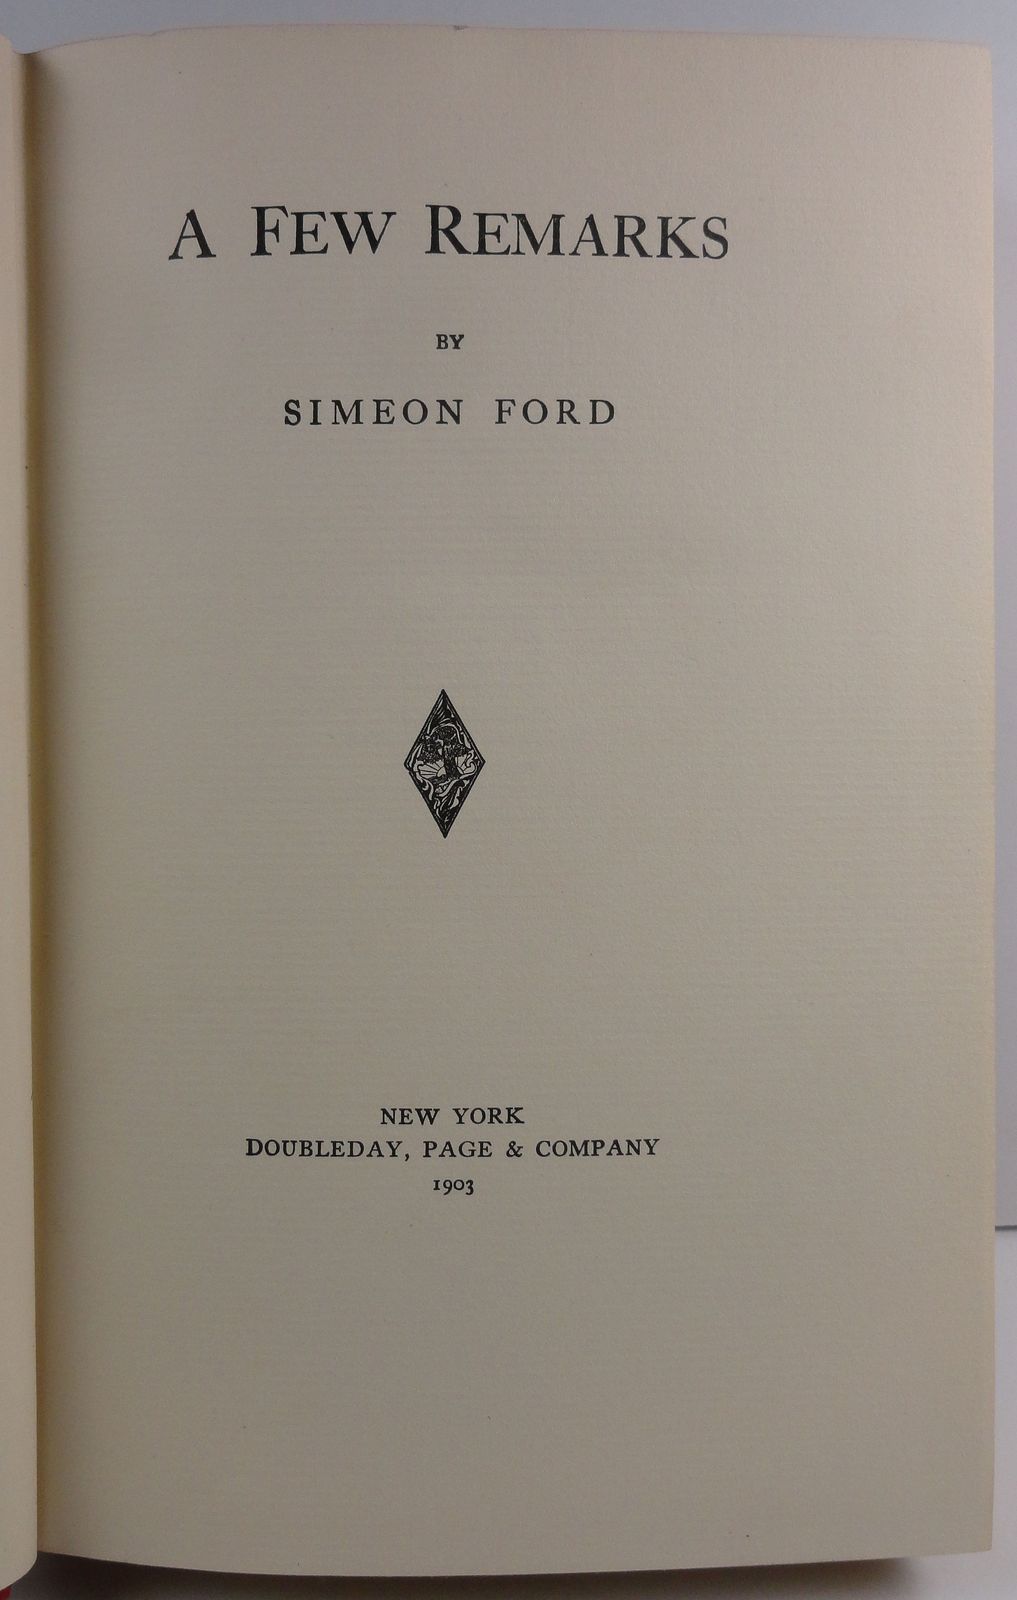 A FEW REMARKS
BY
SIMEON FORD
NEW YORK
DOUBLEDAY, PAGE & COMPANY
1903